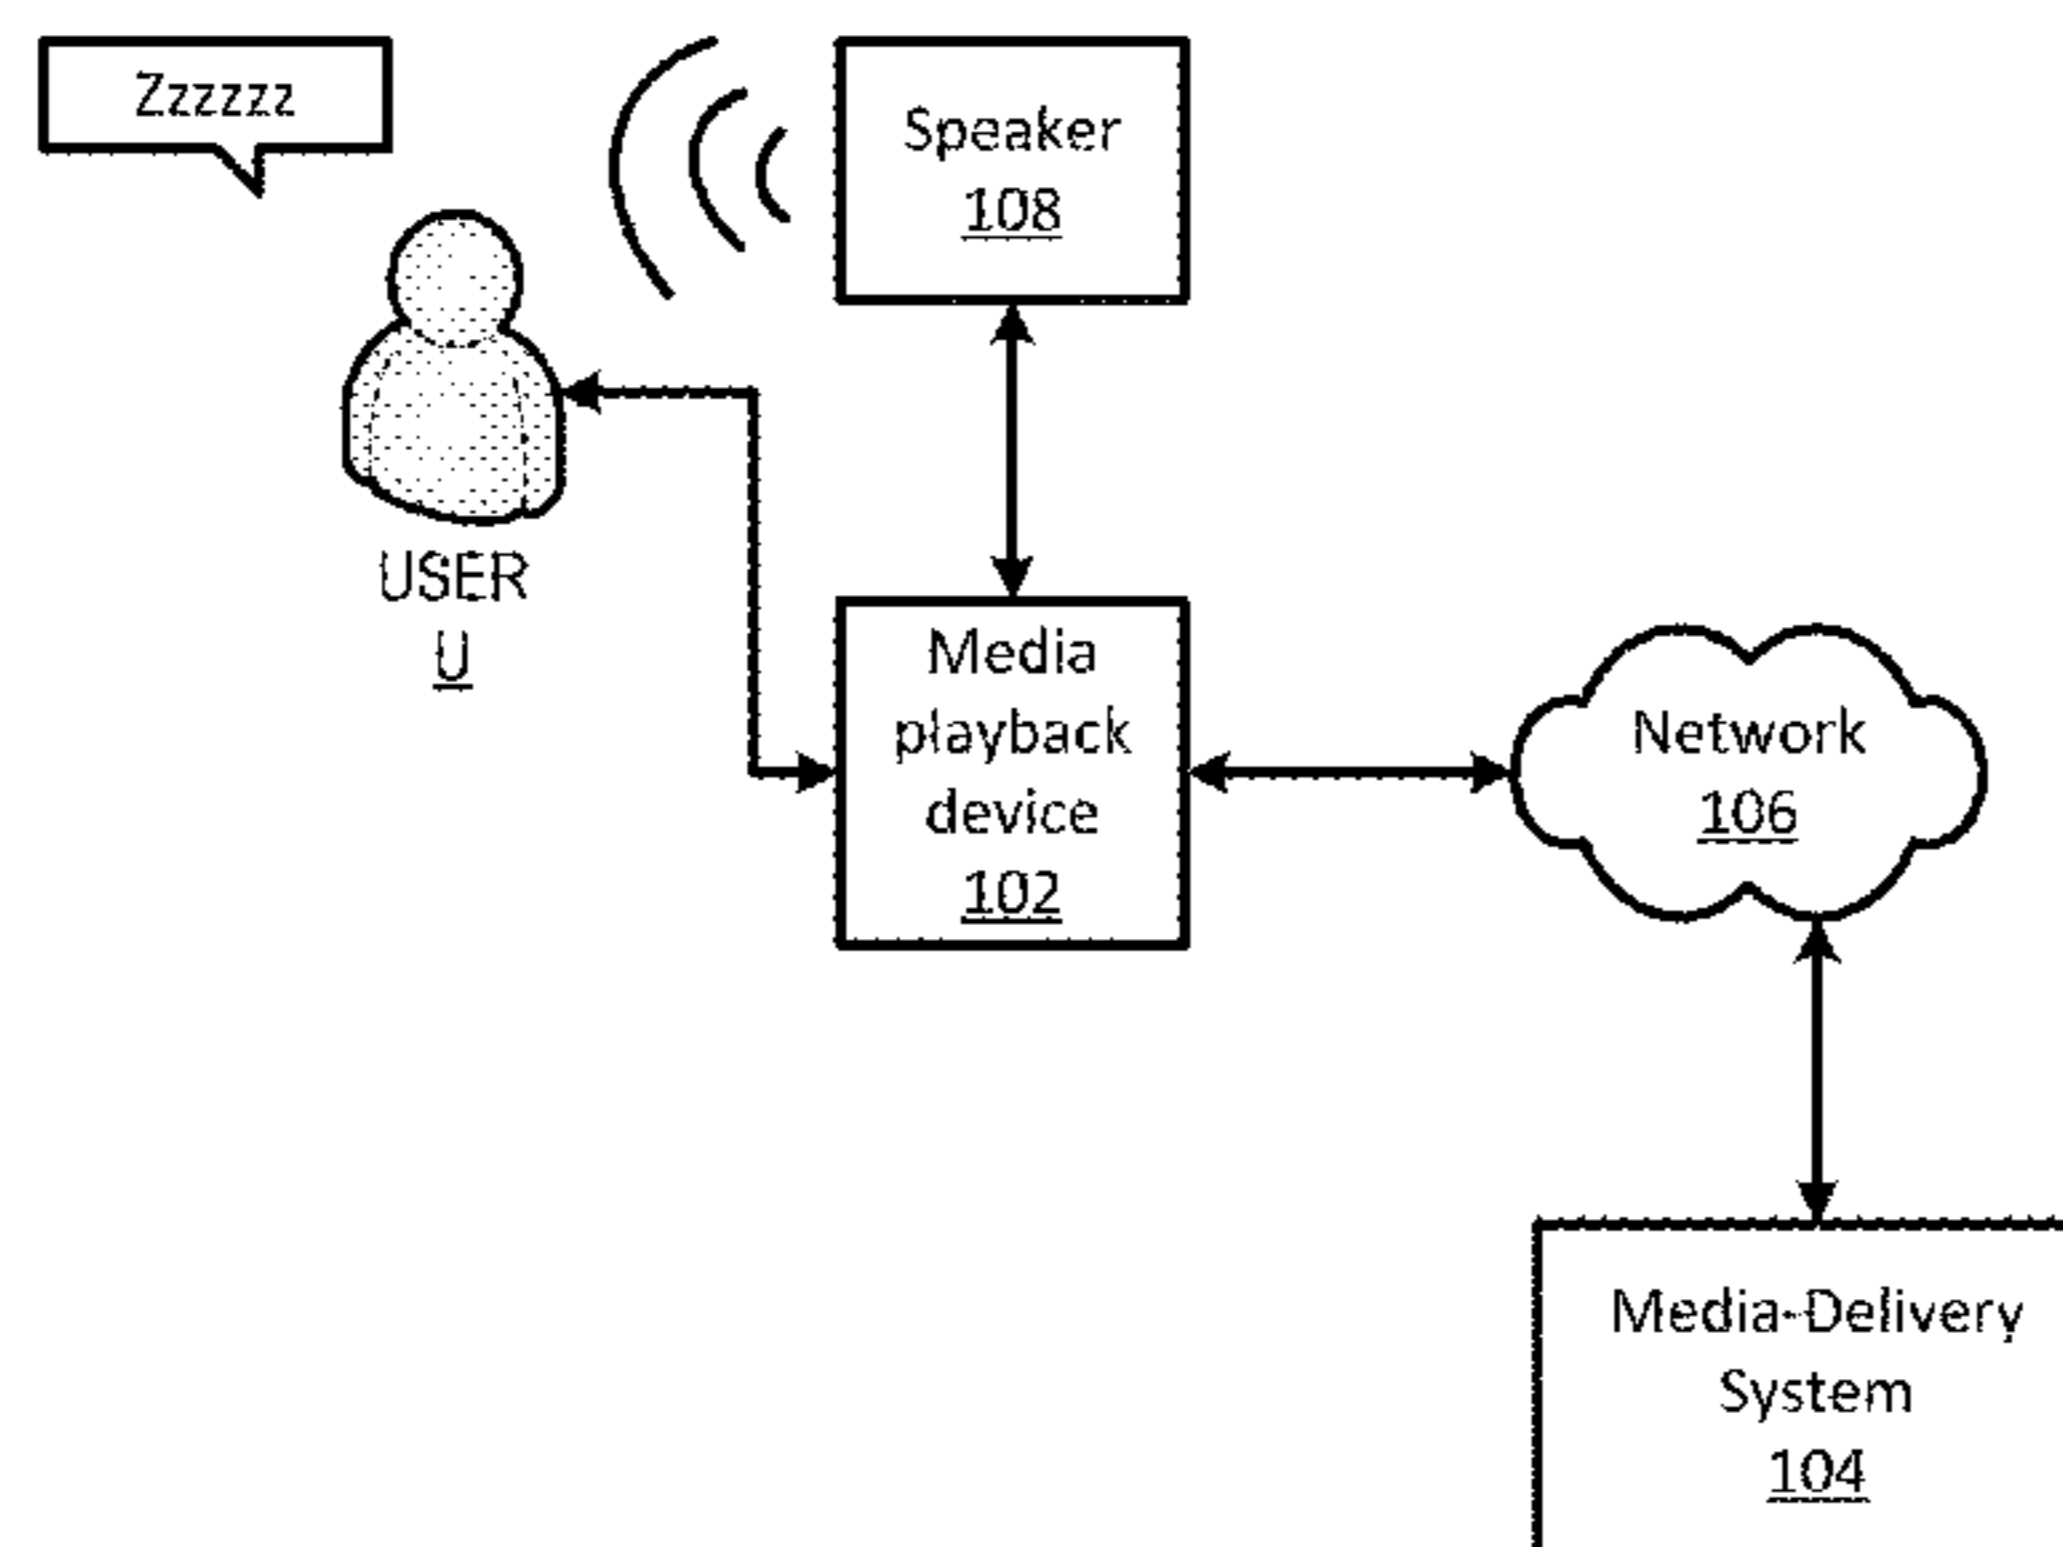 Zzzzzz
Speaker
108
USER
U
Media
playback
device
102
Network
106
Media-Delivery
System
104